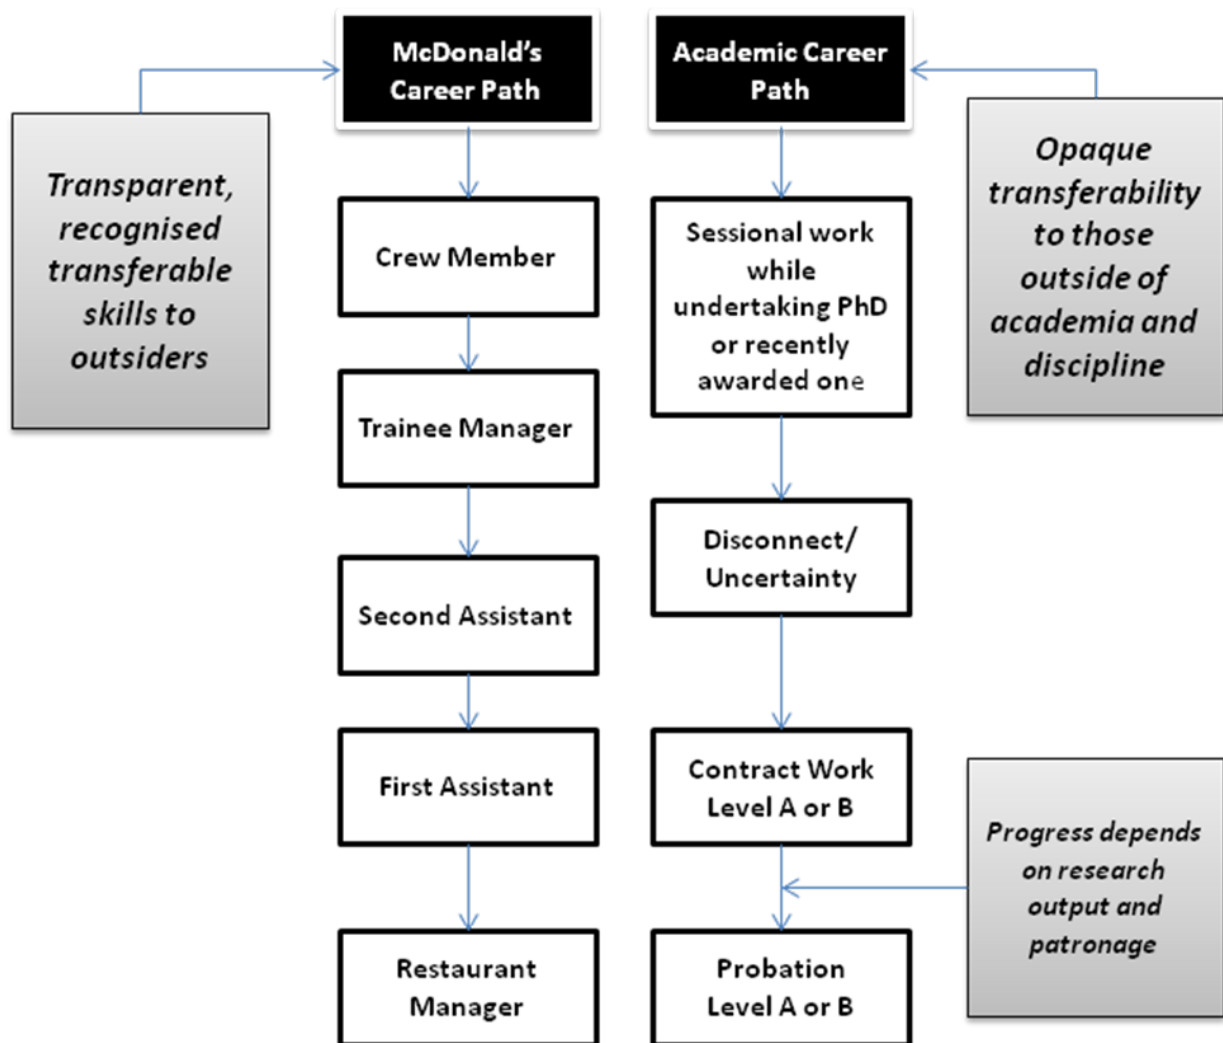 McDonald's
Career Path
Academic Career
Path
Transparent,
recognised
transferable
skills to
outsiders
Opaque
transferability
to those
outside of
academia and
discipline
Crew Member
Trainee Manager
Second Assistant
First Assistant
Restaurant
Manager
Sessional work
while
undertaking PhD
or recently
awarded one
Disconnect/
Uncertainty
Contract Work
Level A or B
Progress depends
on research
output and
patronage
Probation
Level A or B